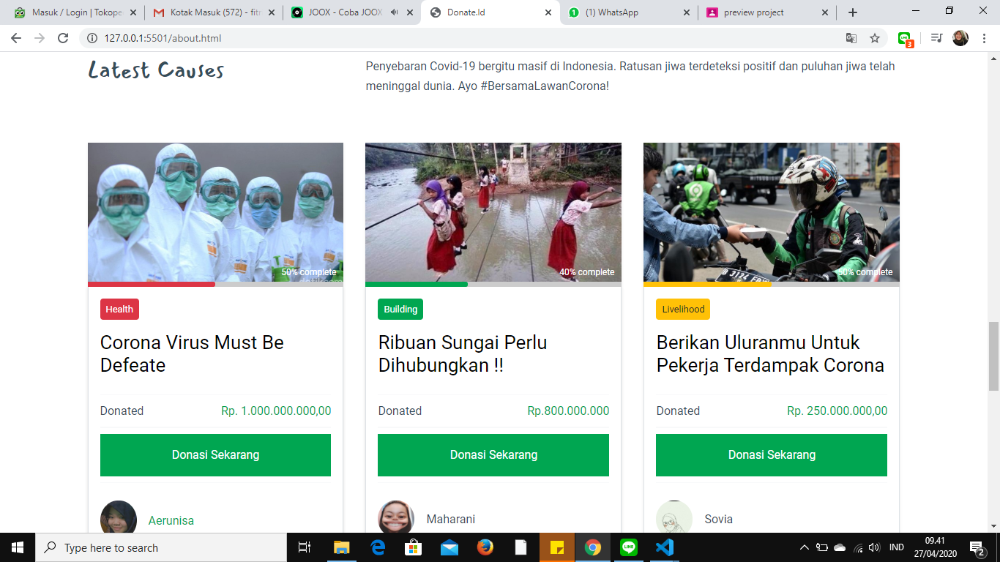 Masuk / Login | Tokope
Kotak Masuk (572) - fitr
JOOX - Coba JOOX
Donate.Id
(1) WhatsApp
preview project
127.0.0.1:5501/about.html
3
Latest Causes
Penyebaran Covid-19 bergitu masif di Indonesia. Ratusan jiwa terdeteksi positif dan puluhan jiwa telah
meninggal dunia. Ayo #BersamaLawanCorona!
50% complete
40% complete
50% complete
Health
Building
Livelihood
Corona Virus Must Be
Defeate
Ribuan Sungai Perlu
Dihubungkan !!
Berikan Uluranmu Untuk
Pekerja Terdampak Corona
Donated
Rp. 1.000.000.000,00
Donated
Rp.800.000.000
Donated
Rp. 250.000.000,00
Donasi Sekarang
Donasi Sekarang
Donasi Sekarang
Aerunisa
Maharani
Sovia
Type here to search
IND
09.41
27/04/2020
2